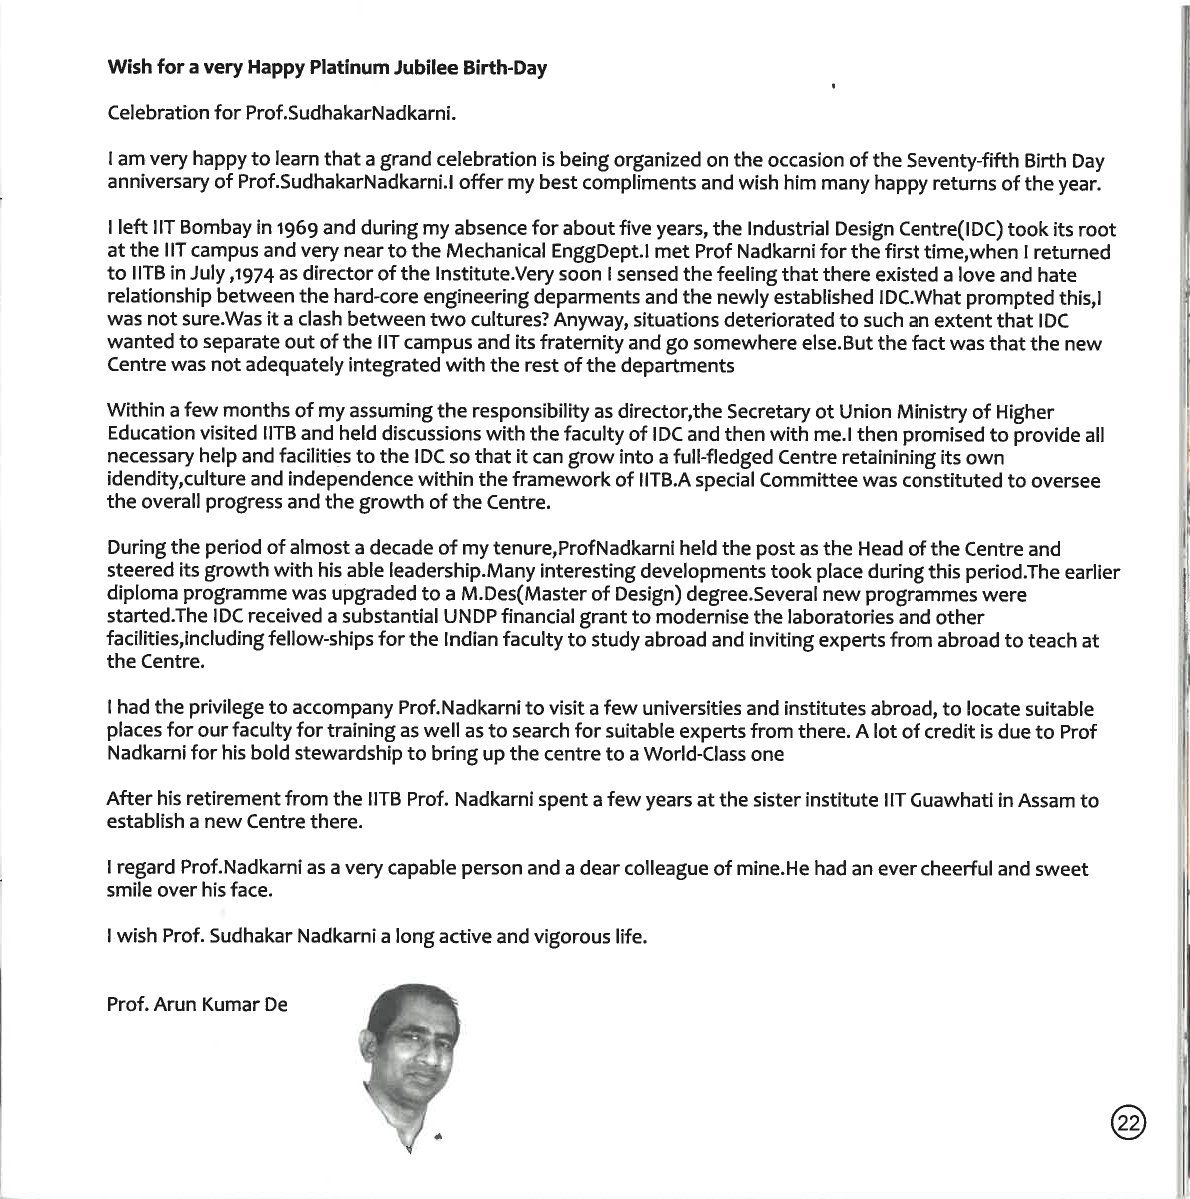 Wish for a very Happy Platinum Jubilee Birth-Day
Celebration for Prof.SudhakarNadkarni.
I am very happy to learn that a grand celebration is being organized on the occasion of the Seventy-fifth Birth Day
anniversary of Prof.SudhakarNadkarni.I offer my best compliments and wish him many happy returns of the year.
I left IIT Bombay in 1969 and during my absence for about five years, the Industrial Design Centre(IDC) took its root
at the IIT campus and very near to the Mechanical EnggDept.I met Prof Nadkarni for the first time,when I returned
to IITB in July ,1974 as director of the Institute.Very soon I sensed the feeling that there existed a love and hate
relationship between the hard-core engineering deparments and the newly established IDC.What prompted this,I
was not sure.Was it a clash between two cultures? Anyway, situations deteriorated to such an extent that IDC
wanted to separate out of the IIT campus and its fraternity and go somewhere else.But the fact was that the new
Centre was not adequately integrated with the rest of the departments
Within a few months of my assuming the responsibility as director,the Secretary ot Union Ministry of Higher
Education visited IITB and held discussions with the faculty of IDC and then with me.I then promised to provide all
necessary help and facilities to the IDC so that it can grow into a full-fledged Centre retainining its own
idendity,culture and independence within the framework of IITB.A special Committee was constituted to oversee
the overall progress and the growth of the Centre.
During the period of almost a decade of my tenure,ProfNadkarni held the post as the Head of the Centre and
steered its growth with his able leadership.Many interesting developments took place during this period.The earlier
diploma programme was upgraded to a M.Des(Master of Design) degree.Several new programmes were
started.The IDC received a substantial UNDP financial grant to modernise the laboratories and other
facilities,including fellow-ships for the Indian faculty to study abroad and inviting experts from abroad to teach at
the Centre.
I had the privilege to accompany Prof.Nadkarni to visit a few universities and institutes abroad, to locate suitable
places for our faculty for training as well as to search for suitable experts from there. A lot of credit is due to Prof
Nadkarni for his bold stewardship to bring up the centre to a World-Class one
After his retirement from the IITB Prof. Nadkarni spent a few years at the sister institute IIT Guawhati in Assam to
establish a new Centre there.
I regard Prof.Nadkarni as a very capable person and a dear colleague of mine.He had an ever cheerful and sweet
smile over his face.
I wish Prof. Sudhakar Nadkarni a long active and vigorous life.
Prof. Arun Kumar De
22